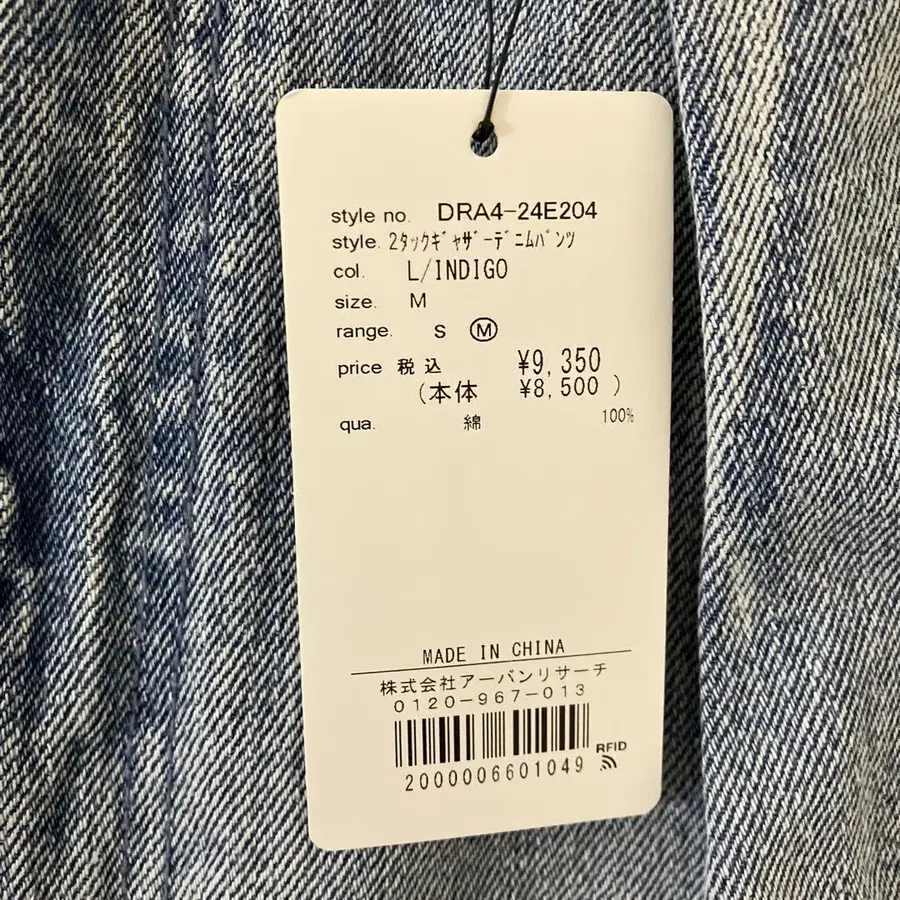 style no. DRA4-24E204
style. 2ﾀｯｸｷﾞｬｻﾞｰﾃﾞﾆﾑﾊﾟﾝﾂ
col. L/INDIGO
size. M
range. S Ⓜ
price 税込 ¥9,350
(本体 ¥8,500 )
qua. 綿 100%
MADE IN CHINA
株式会社アーバンリサーチ
0120-967-013
RFID
2000006601049